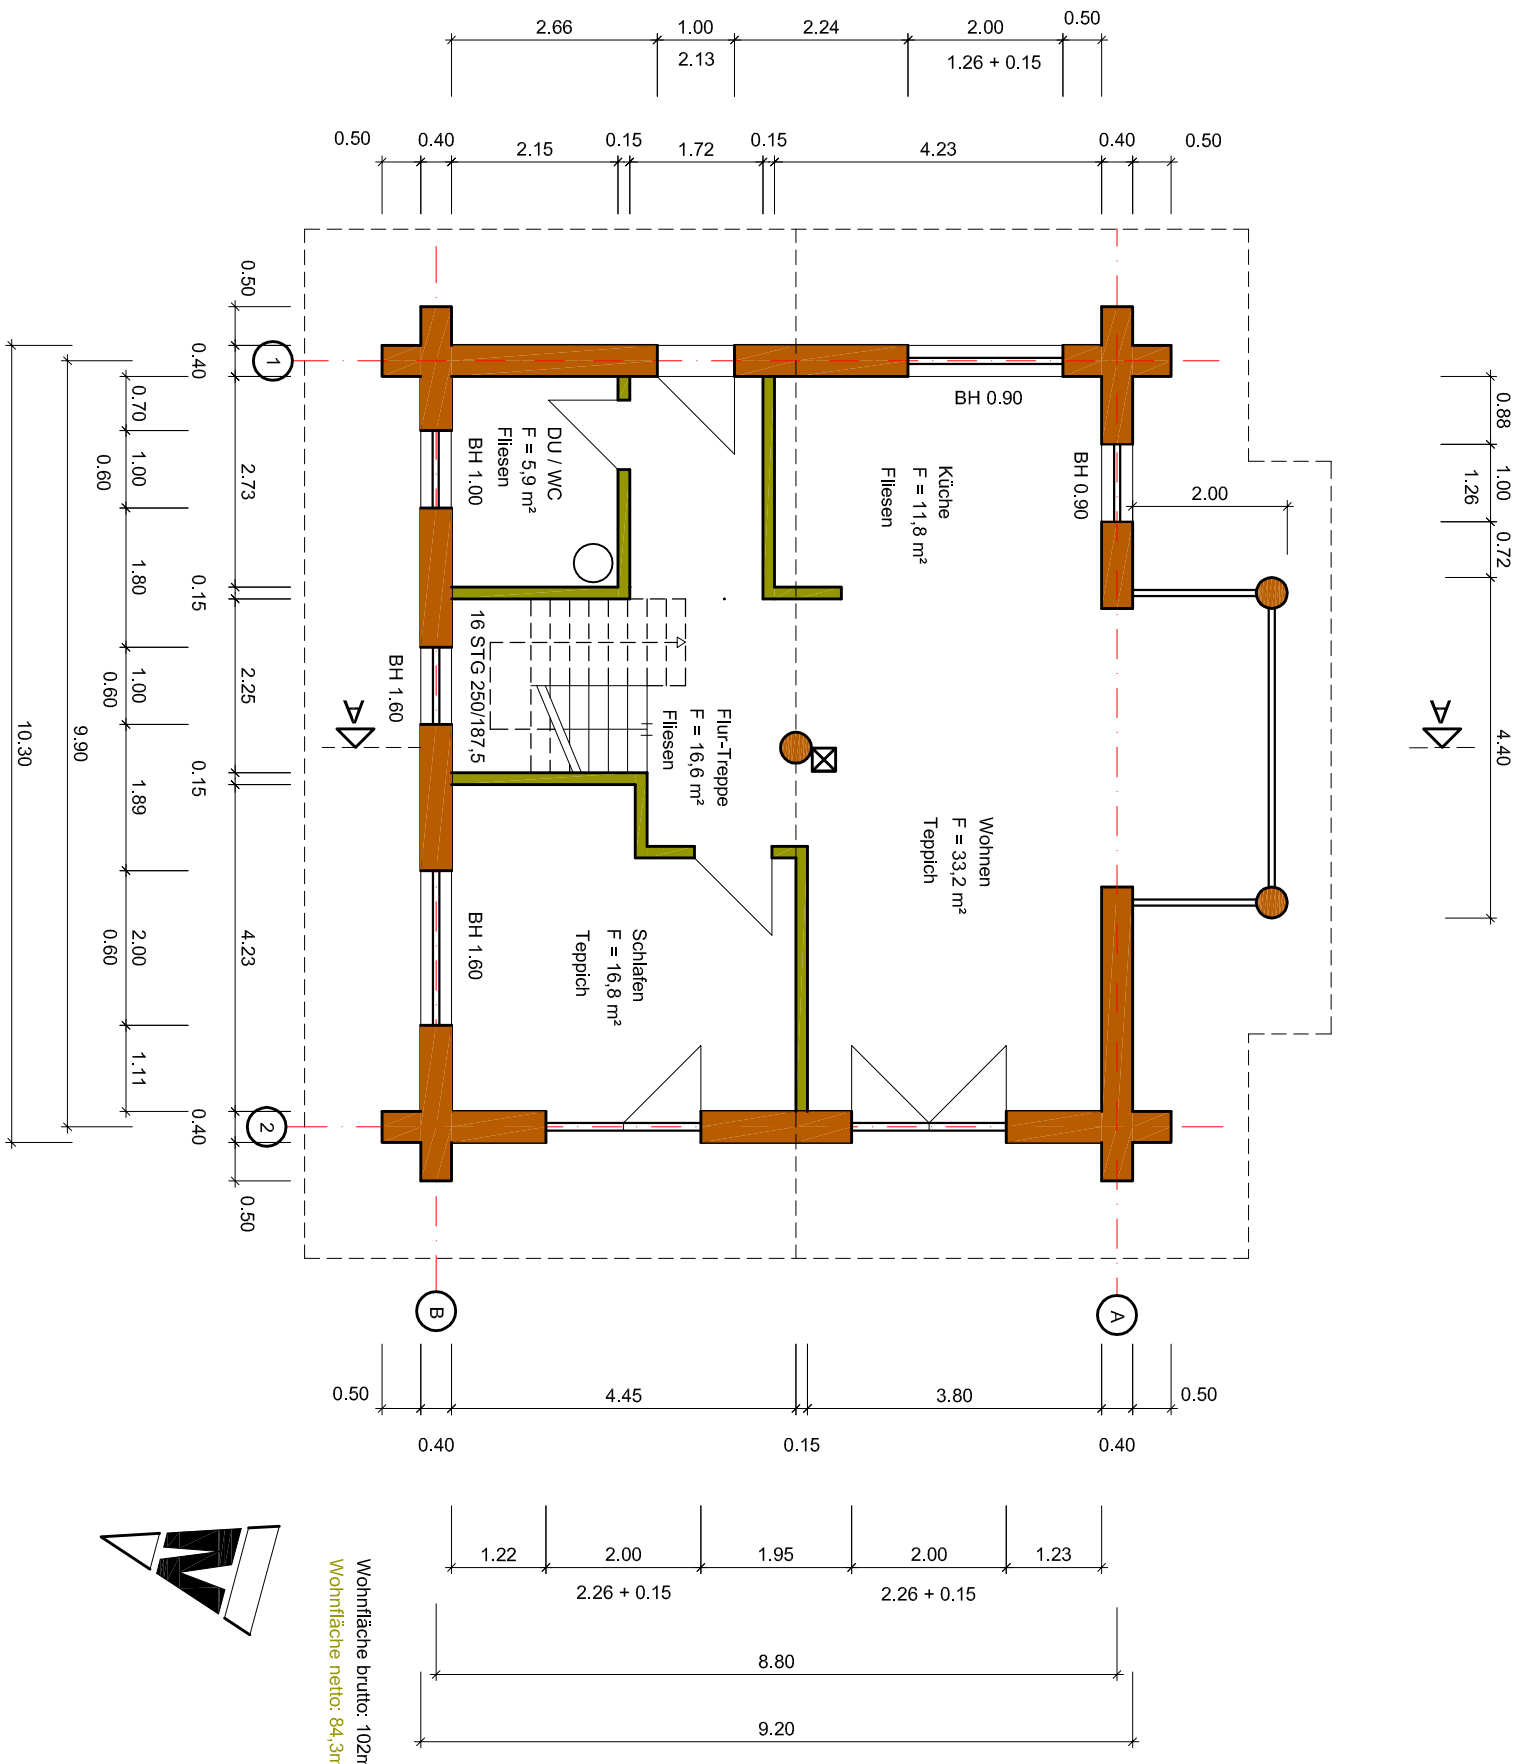 2.66
1.00
2.24
2.00
0.50
2.13
1.26 + 0.15
0.50
0.40
2.15
0.15
1.72
0.15
4.23
0.40
0.50
0.50
0.40
2.73
0.15
2.25
0.15
4.23
0.40
0.50
0.70
1.00
0.60
1.80
1.00
0.60
1.89
2.00
0.60
1.11
9.90
10.30
1
2
B
A
0.88
1.00
1.26
0.72
4.40
2.00
A
A
BH 0.90
BH 0.90
Küche
F = 11,8 m²
Fliesen
DU / WC
F = 5,9 m²
Fliesen
BH 1.00
16 STG 250/187,5
BH 1.60
Flur-Treppe
F = 16,6 m²
Fliesen
Wohnen
F = 33,2 m²
Teppich
Schlafen
F = 16,8 m²
Teppich
BH 1.60
0.50
4.45
3.80
0.50
0.40
0.15
0.40
1.22
2.00
1.95
2.00
1.23
2.26 + 0.15
2.26 + 0.15
8.80
9.20
N
Wohnfläche brutto: 102m
Wohnfläche netto: 84,3m